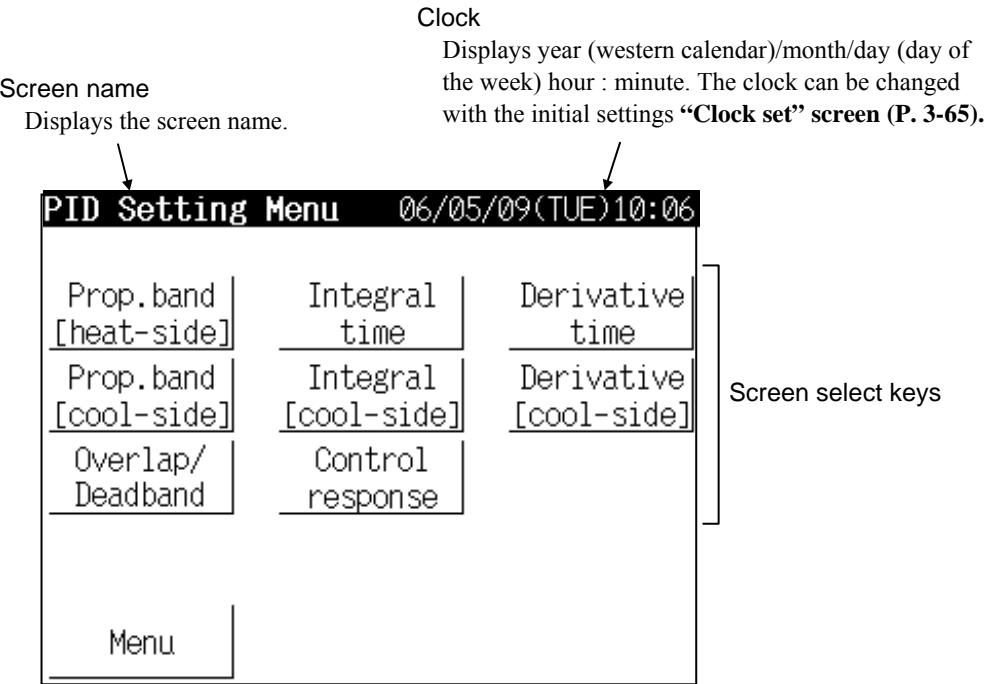 Clock
Displays year (western calendar)/month/day (day of
the week) hour : minute. The clock can be changed
with the initial settings “Clock set” screen (P. 3-65).
Screen name
Displays the screen name.
PID Setting Menu 06/05/09(TUE)10:06
Prop.band Integral Derivative
[heat-side] time time
Prop.band Integral Derivative
[cool-side] [cool-side] [cool-side]
Screen select keys
Overlap/ Control
Deadband response
Menu